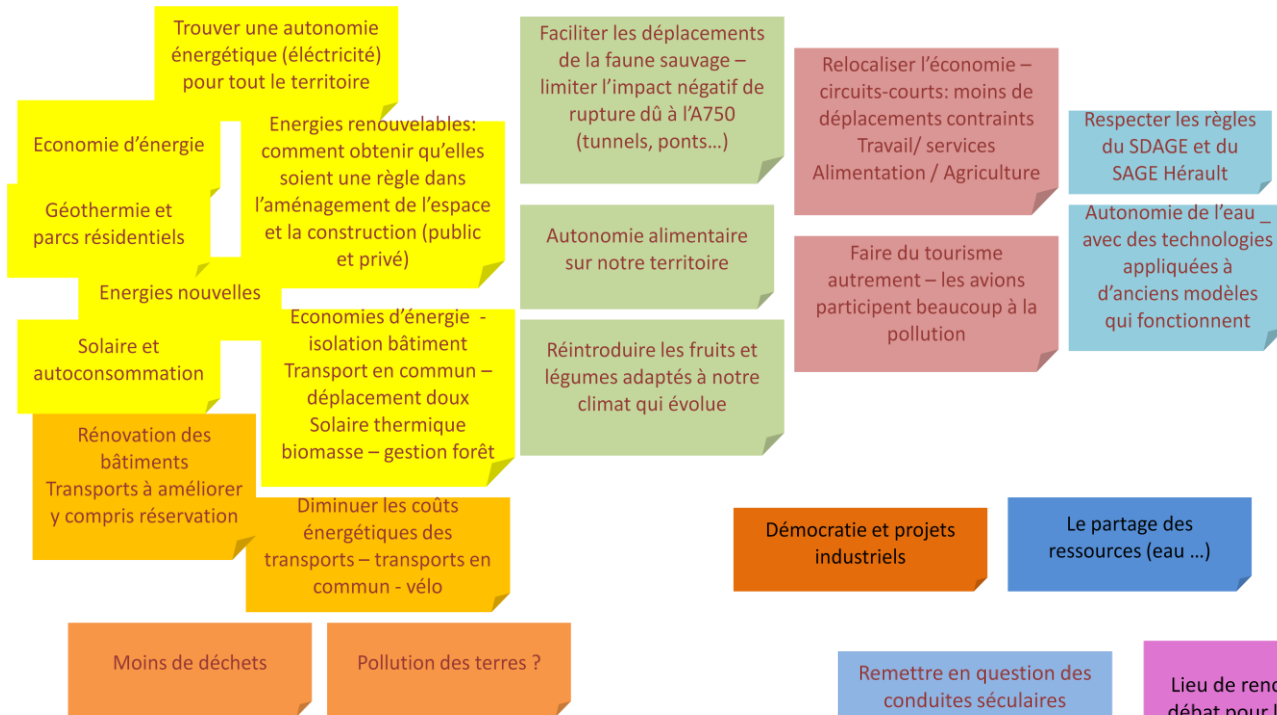 Trouver une autonomie
énergétique (éléctricité)
pour tout le territoire
Economie d'énergie
Energies renouvelables:
comment obtenir qu'elles
soient une règle dans
l'aménagement de l'espace
et la construction (public
et privé)
Géothermie et
parcs résidentiels
Energies nouvelles
Solaire et
autoconsommation
Economies d'énergie -
isolation bâtiment
Transport en commun –
déplacement doux
Solaire thermique
biomasse – gestion forêt
Rénovation des
bâtiments
Transports à améliorer
y compris réservation
Diminuer les coûts
énergétiques des
transports – transports en
commun - vélo
Moins de déchets
Pollution des terres ?
Faciliter les déplacements
de la faune sauvage –
limiter l'impact négatif de
rupture dû à l'A750
(tunnels, ponts…)
Autonomie alimentaire
sur notre territoire
Réintroduire les fruits et
légumes adaptés à notre
climat qui évolue
Relocaliser l'économie –
circuits-courts: moins de
déplacements contraints
Travail/ services
Alimentation / Agriculture
Faire du tourisme
autrement – les avions
participent beaucoup à la
pollution
Respecter les règles
du SDAGE et du
SAGE Hérault
Autonomie de l'eau _
avec des technologies
appliquées à
d'anciens modèles
qui fonctionnent
Démocratie et projets
industriels
Le partage des
ressources (eau …)
Remettre en question des
conduites séculaires
Lieu de
débat pour